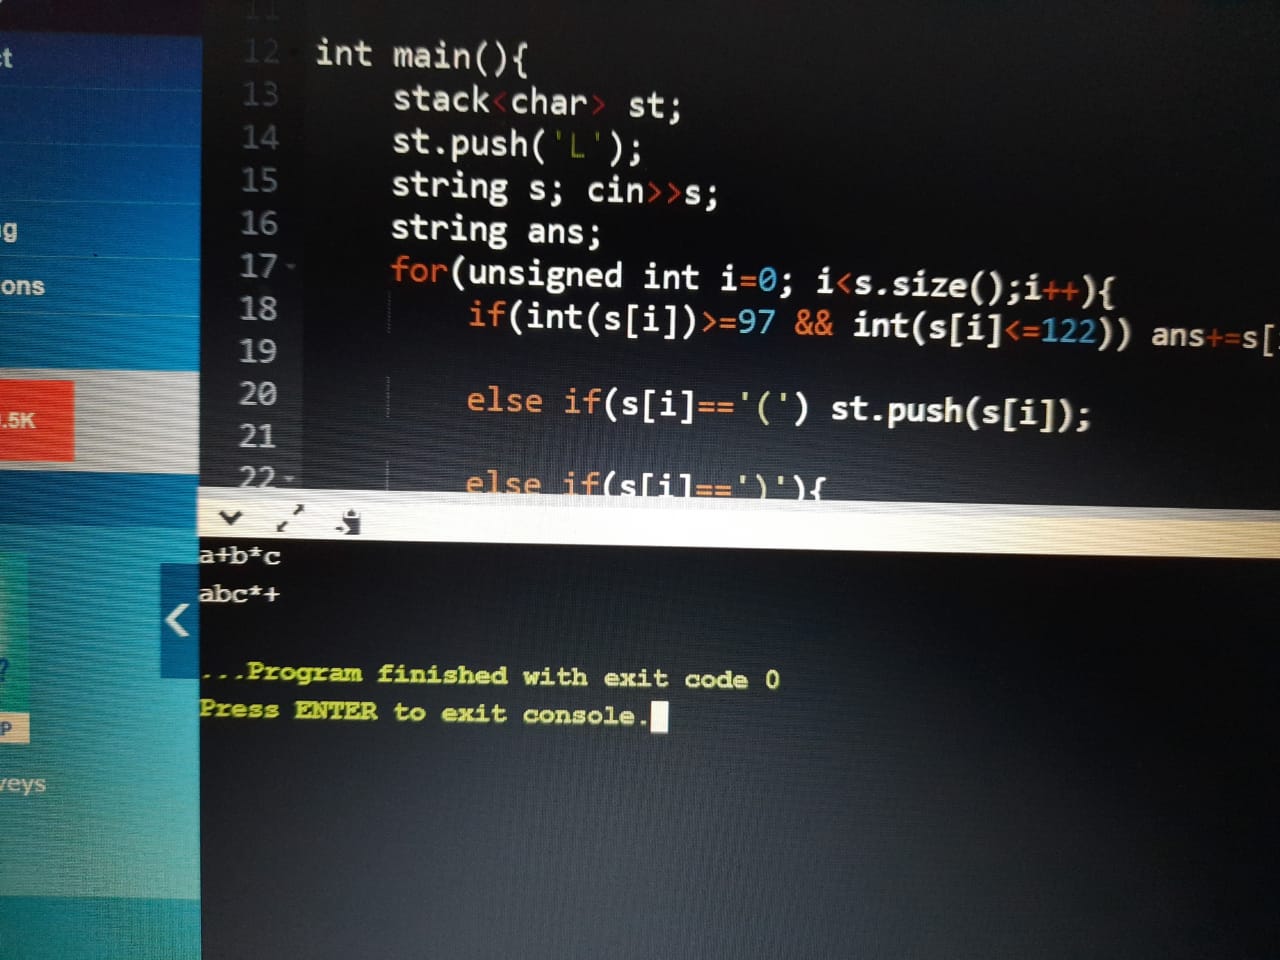 11
12 int main(){
13 stack<char> st;
14 st.push('L');
15 string s; cin>>s;
16 string ans;
17 for(unsigned int i=0; i<s.size();i++){
18 if(int(s[i])>=97 && int(s[i]<=122)) ans+=s[
19
20 else if(s[i]=='(') st.push(s[i]);
21
22 else if(s[i]==')'){
a+b*c
abc*+
...Program finished with exit code 0
Press ENTER to exit console.
ct
g
ons
.5K
?
P
veys